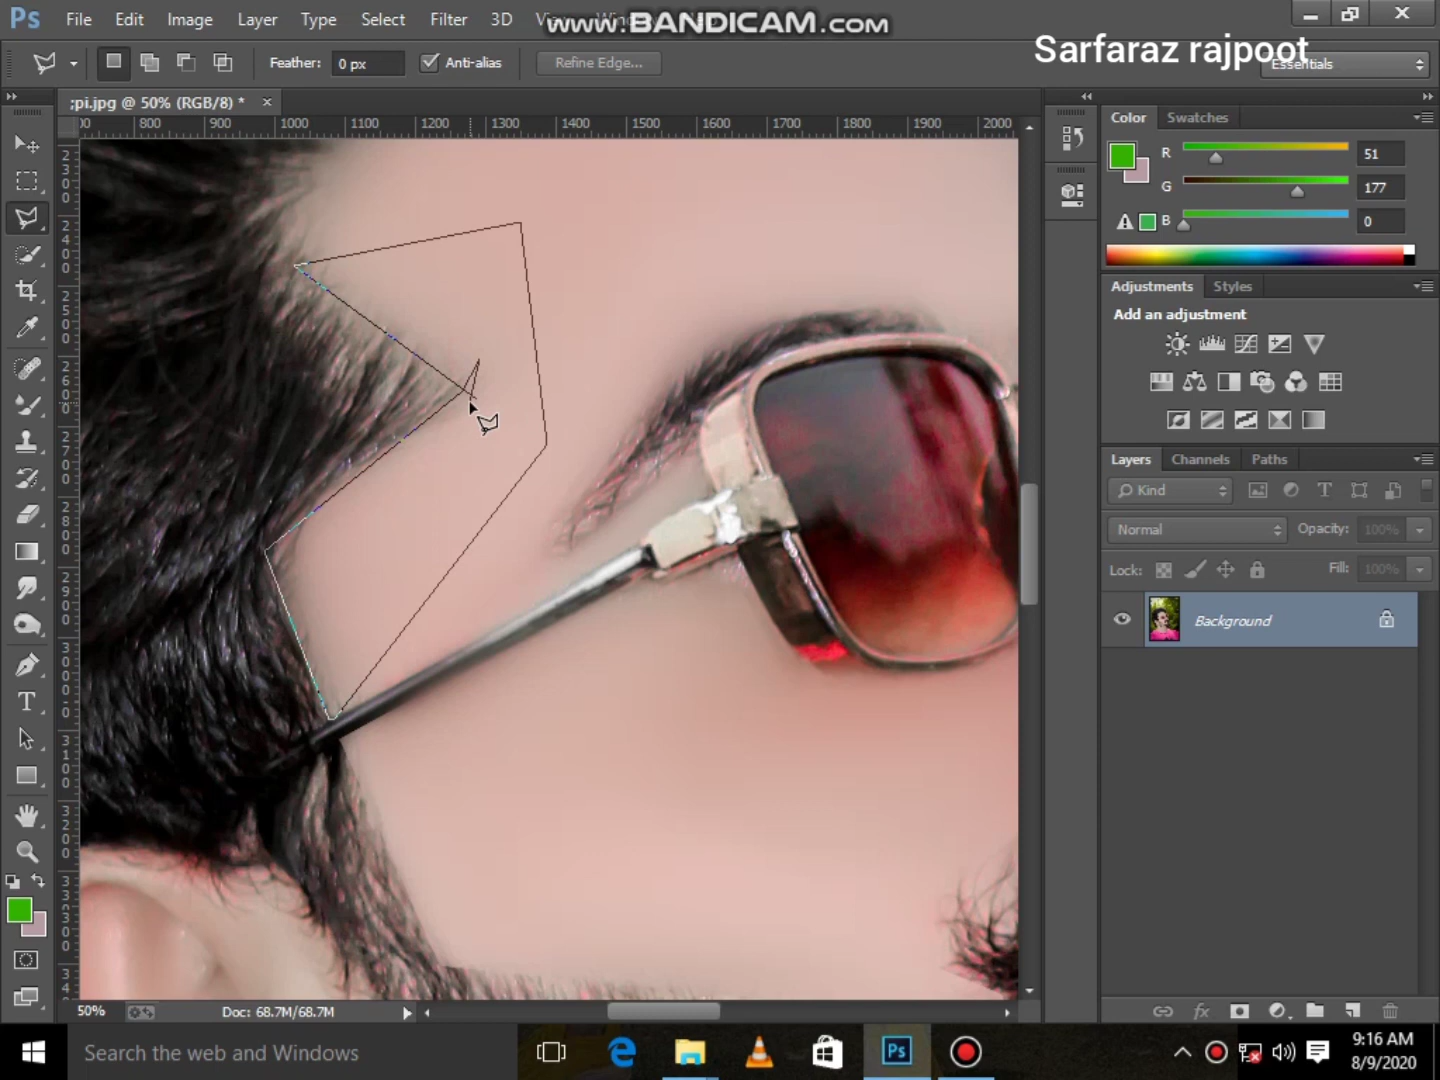 Ps File Edit Image Layer Type Select Filter 3D
www.BANDICAM.com
Sarfaraz rajpoot
Feather: 0 px Anti-alias Refine Edge... Essentials
;pi.jpg @ 50% (RGB/8) *
800 900 1000 1100 1200 1300 1400 1500 1600 1700 1800 1900 2000
Color Swatches
R 51
G 177
B 0
Adjustments Styles
Add an adjustment
Layers Channels Paths
Kind
Normal Opacity: 100%
Lock: Fill: 100%
Background
50% Doc: 68.7M/68.7M
Search the web and Windows
Ps
9:16 AM
8/9/2020